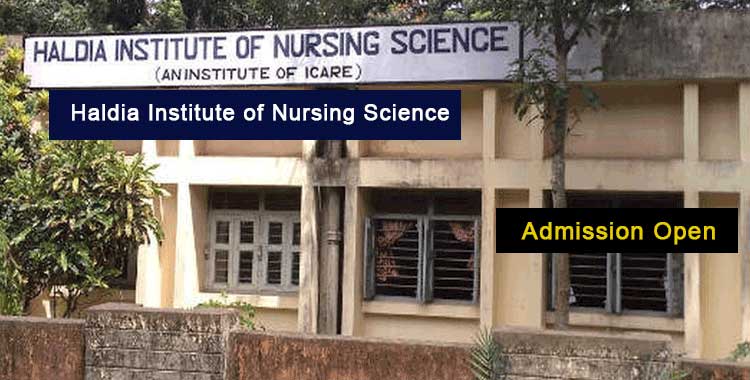 HALDIA INSTITUTE OF NURSING SCIENCE
(AN INSTITUTE OF ICARE)
Haldia Institute of Nursing Science
Admission Open